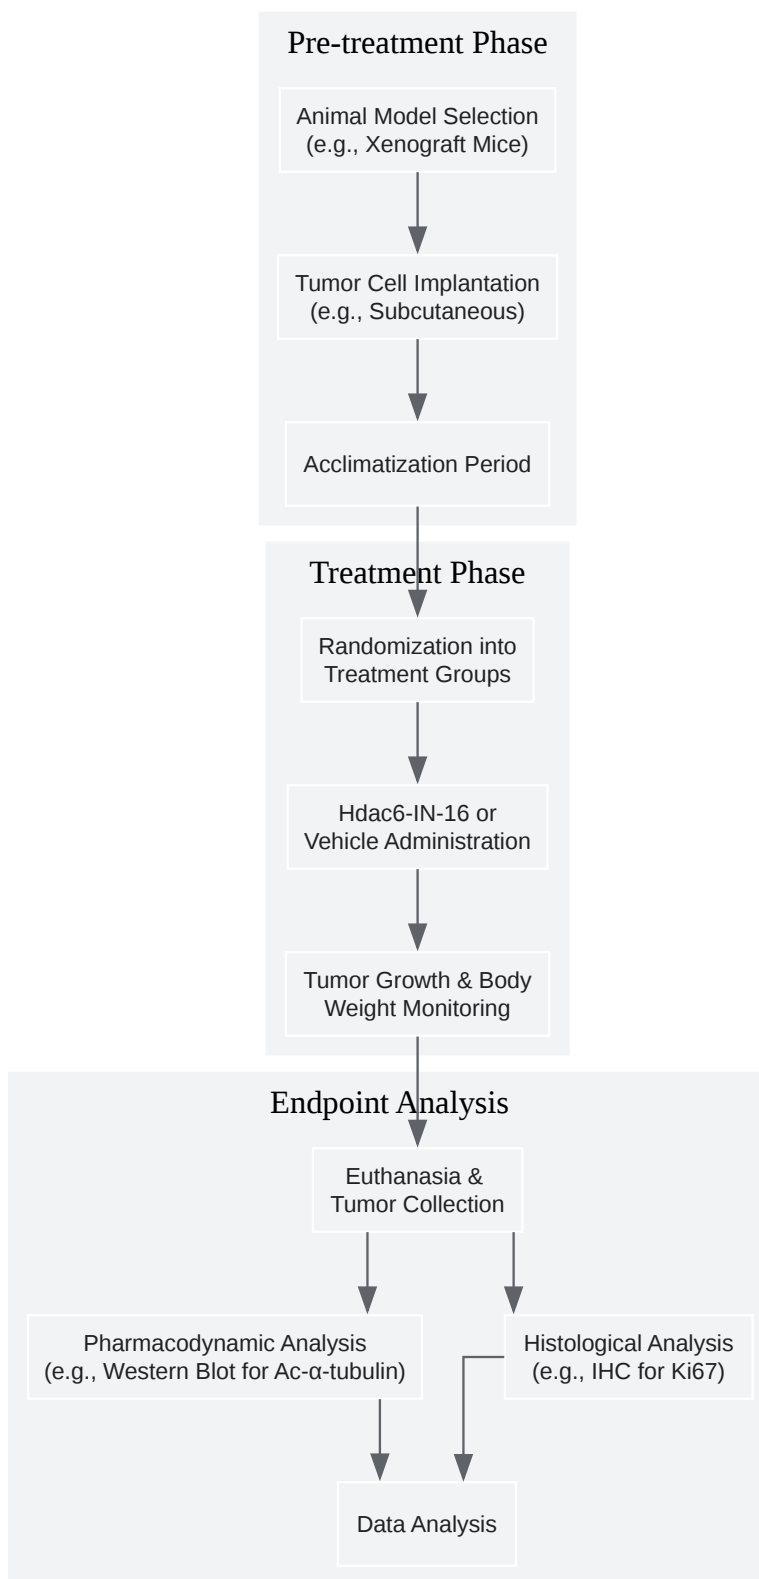 Pre-treatment Phase
Animal Model Selection
(e.g., Xenograft Mice)
Tumor Cell Implantation
(e.g., Subcutaneous)
Acclimatization Period
Treatment Phase
Randomization into
Treatment Groups
Hdac6-IN-16 or
Vehicle Administration
Tumor Growth & Body
Weight Monitoring
Endpoint Analysis
Euthanasia &
Tumor Collection
Pharmacodynamic Analysis
(e.g., Western Blot for Ac-α-tubulin)
Histological Analysis
(e.g., IHC for Ki67)
Data Analysis